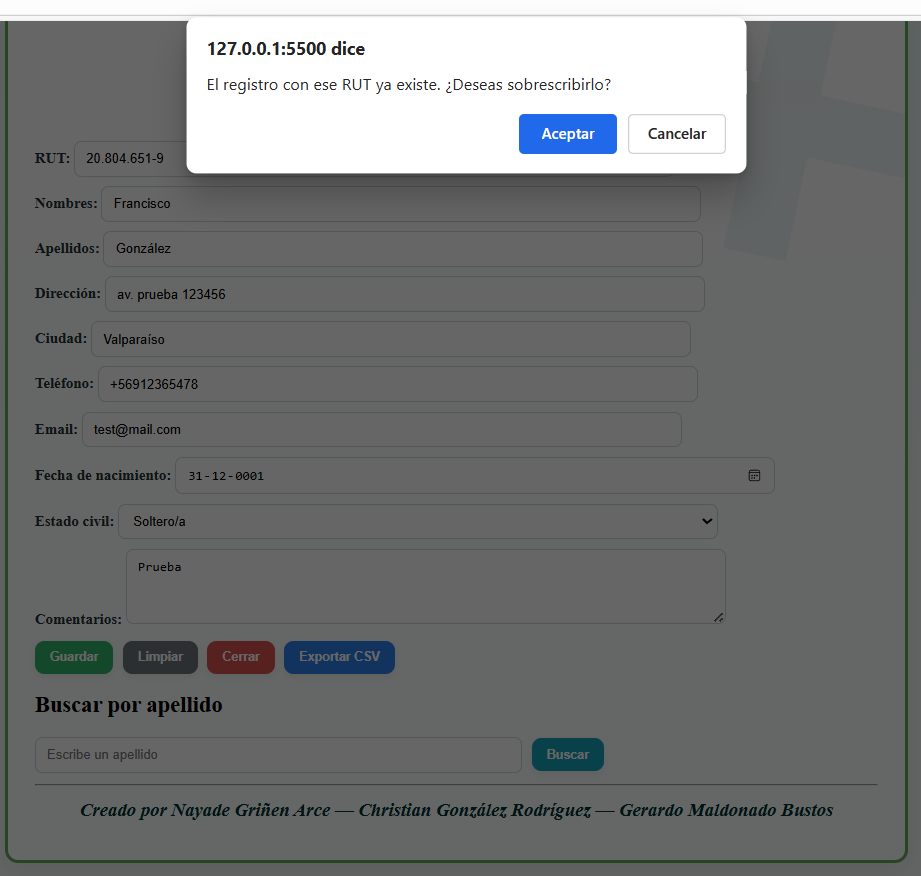 127.0.0.1:5500 dice
El registro con ese RUT ya existe. ¿Deseas sobrescribirlo?
Aceptar Cancelar
RUT: 20.804.651-9
Nombres: Francisco
Apellidos: González
Dirección: av. prueba 123456
Ciudad: Valparaíso
Teléfono: +56912365478
Email: test@mail.com
Fecha de nacimiento: 31-12-0001
Estado civil: Soltero/a
Comentarios: Prueba
Guardar Limpiar Cerrar Exportar CSV
Buscar por apellido
Escribe un apellido Buscar
Creado por Nayade Griñen Arce — Christian González Rodríguez — Gerardo Maldonado Bustos